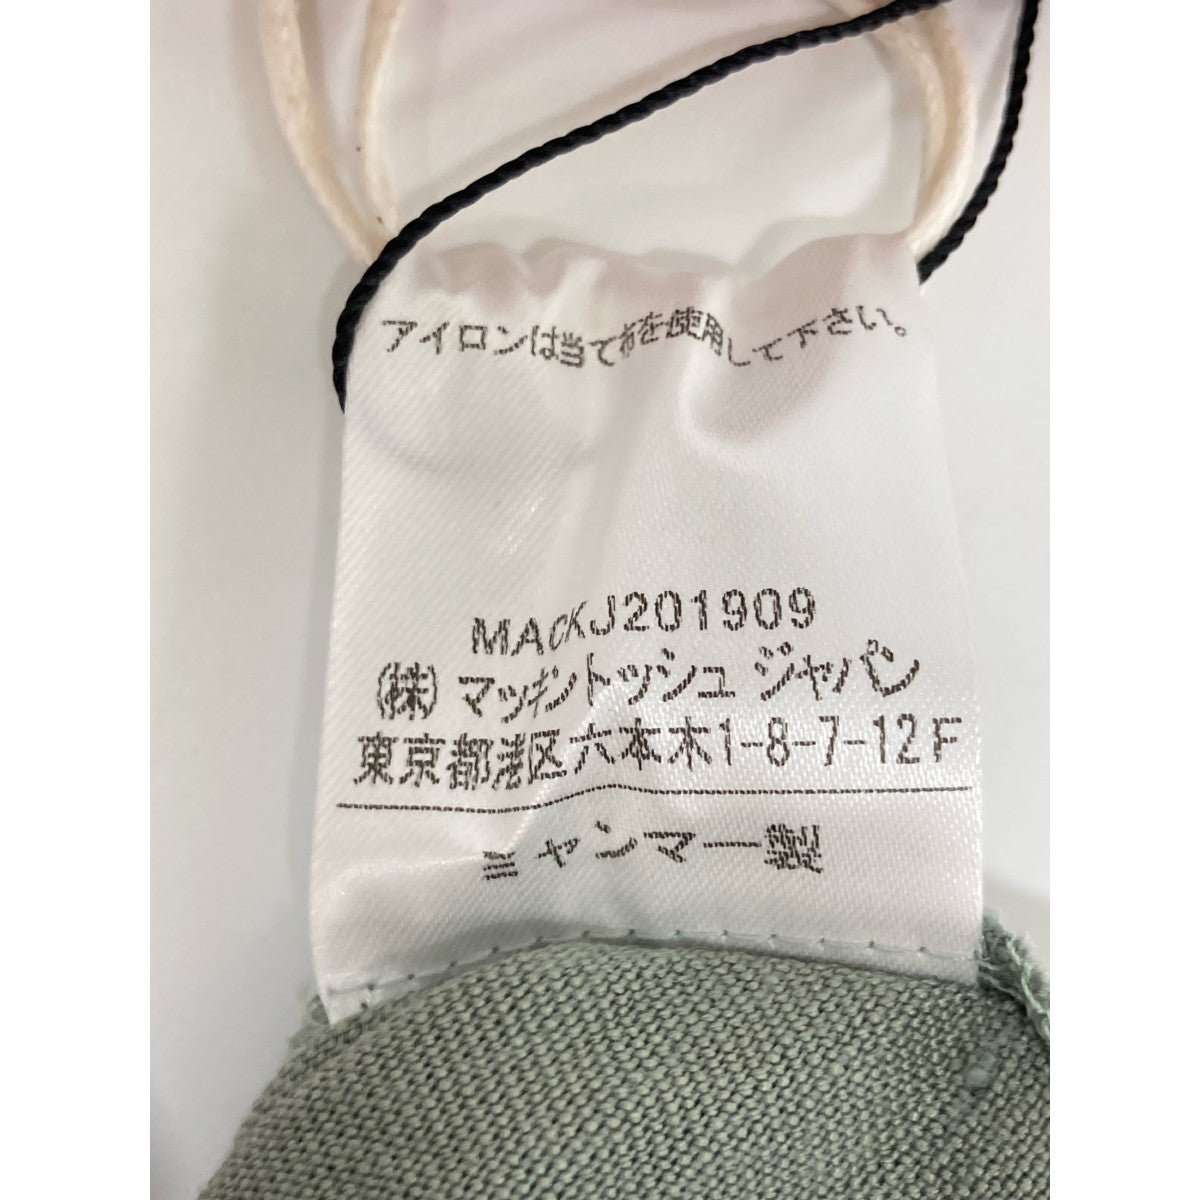 アイロンは当て布を使用して下さい。
MACKJ201909
(株)マッキントッシュ ジャパン
東京都港区六本木1-8-7-12F
ミャンマー製